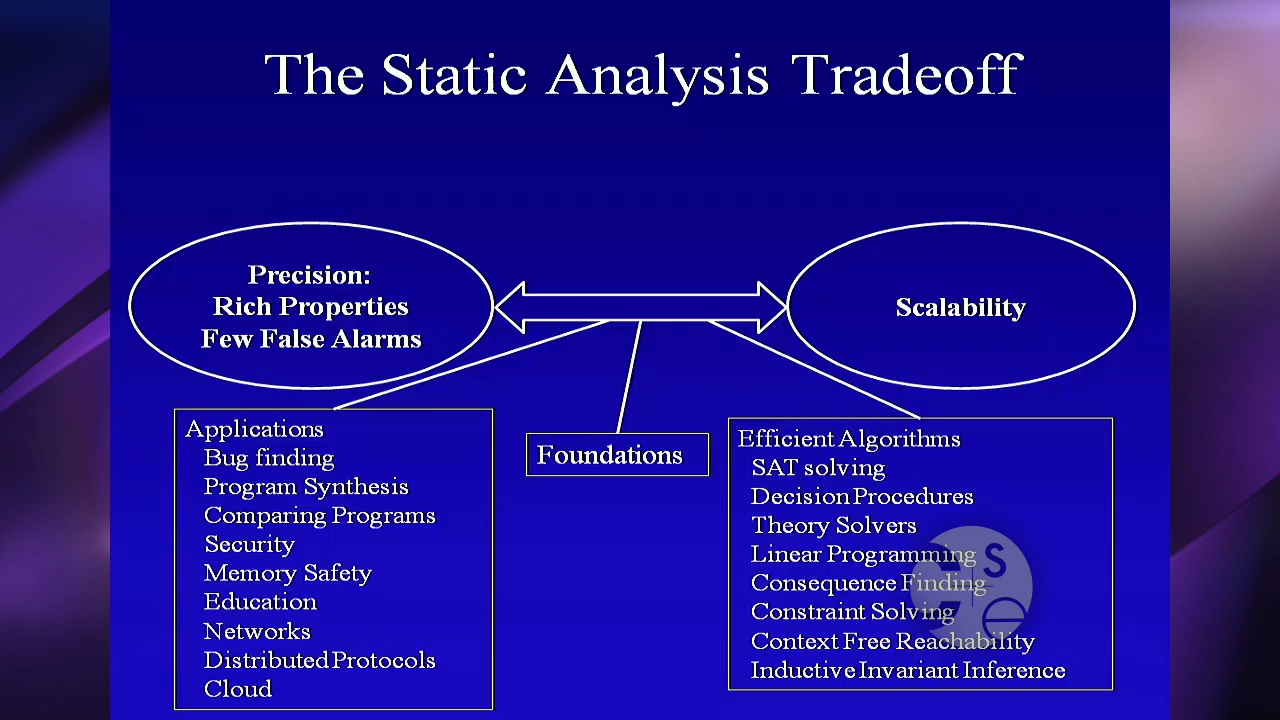 The Static Analysis Tradeoff
Precision:
Rich Properties
Few False Alarms
Scalability
Applications
Bug finding
Program Synthesis
Comparing Programs
Security
Memory Safety
Education
Networks
Distributed Protocols
Cloud
Foundations
Efficient Algorithms
SAT solving
Decision Procedures
Theory Solvers
Linear Programming
Consequence Finding
Constraint Solving
Context Free Reachability
Inductive Invariant Inference